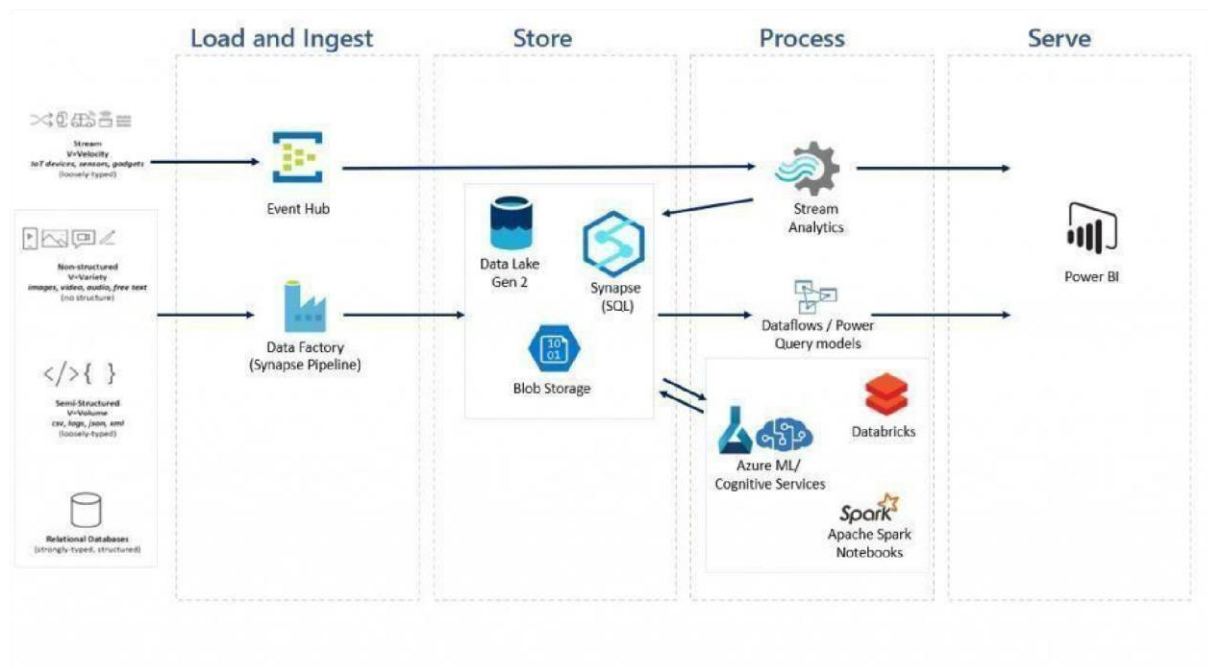 Load and Ingest
Store
Process
Serve
Stream
V=Velocity
IoT devices, sensors, gadgets
(loosely-typed)
Event Hub
Stream
Analytics
Non-structured
V=Variety
images, video, audio, free text
(no structure)
Data Lake
Gen 2
Synapse
(SQL)
Power BI
Data Factory
(Synapse Pipeline)
10
01
Blob Storage
Dataflows / Power
Query models
</>{ }
Semi-Structured
V=Volume
csv, logs, json, xml
(loosely-typed)
Databricks
Azure ML/
Cognitive Services
Spark
Apache Spark
Notebooks
Relational Databases
(strongly-typed, structured)